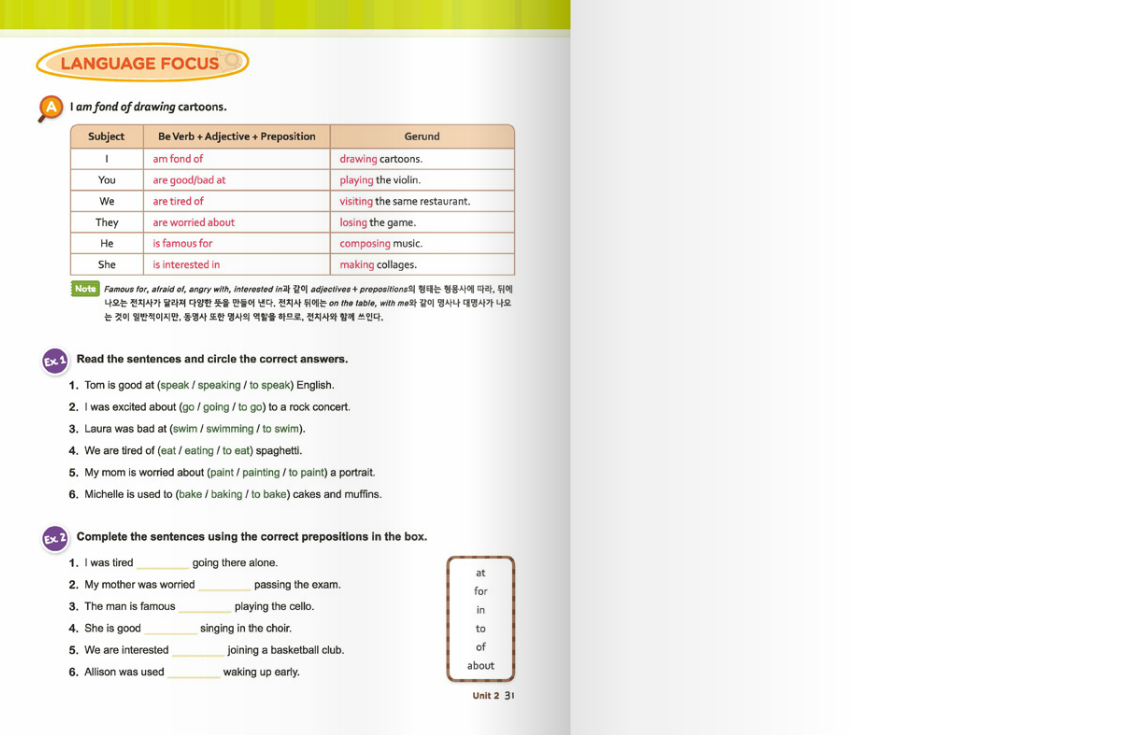 LANGUAGE FOCUS
A I am fond of drawing cartoons.
Subject Be Verb + Adjective + Preposition Gerund
I am fond of drawing cartoons.
You are good/bad at playing the violin.
We are tired of visiting the same restaurant.
They are worried about losing the game.
He is famous for composing music.
She is interested in making collages.
Note Famous for, afraid of, angry with, interested in과 같이 adjectives + prepositions의 형태는 형용사에 따라, 뒤에
나오는 전치사가 달라져 다양한 뜻을 만들어 낸다. 전치사 뒤에는 on the table, with me와 같이 명사나 대명사가 나오
는 것이 일반적이지만, 동명사 또한 명사의 역할을 하므로, 전치사와 함께 쓰인다.
Ex. 1 Read the sentences and circle the correct answers.
1. Tom is good at (speak / speaking / to speak) English.
2. I was excited about (go / going / to go) to a rock concert.
3. Laura was bad at (swim / swimming / to swim).
4. We are tired of (eat / eating / to eat) spaghetti.
5. My mom is worried about (paint / painting / to paint) a portrait.
6. Michelle is used to (bake / baking / to bake) cakes and muffins.
Ex. 2 Complete the sentences using the correct prepositions in the box.
1. I was tired ________ going there alone.
2. My mother was worried ________ passing the exam.
3. The man is famous ________ playing the cello.
4. She is good ________ singing in the choir.
5. We are interested ________ joining a basketball club.
6. Allison was used ________ waking up early.
at
for
in
to
of
about
Unit 2 31